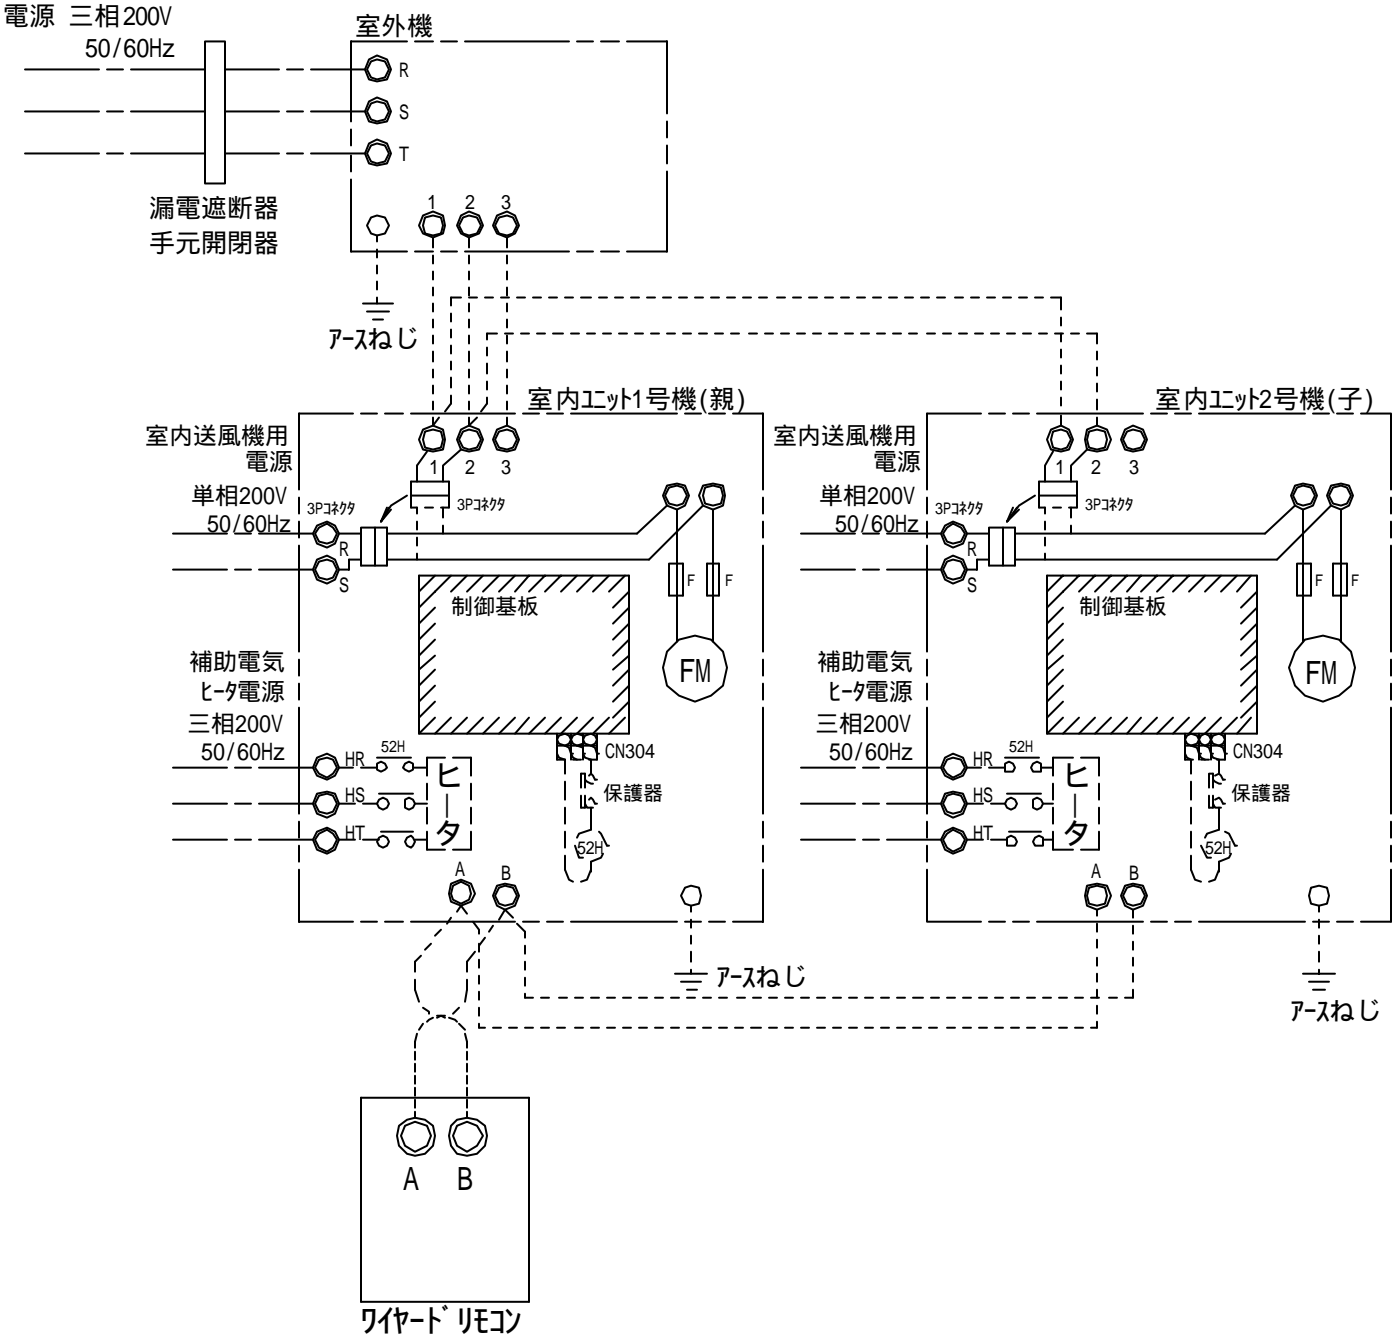 電源 三相200V
50/60Hz
室外機
R
S
T
漏電遮断器
手元開閉器
1 2 3
ｱｰｽねじ
室内ﾕﾆｯﾄ1号機(親)
室内送風機用
電源
1 2 3
単相200V
50/60Hz
3Pｺﾈｸﾀ
3Pｺﾈｸﾀ
R
S
F F
制御基板
FM
補助電気
ﾋｰﾀ電源
三相200V
50/60Hz
HR
HS
HT
52H
ヒータ
CN304
保護器
52H
A B
ｱｰｽねじ
室内ﾕﾆｯﾄ2号機(子)
室内送風機用
電源
1 2 3
単相200V
50/60Hz
3Pｺﾈｸﾀ
3Pｺﾈｸﾀ
R
S
F F
制御基板
FM
補助電気
ﾋｰﾀ電源
三相200V
50/60Hz
HR
HS
HT
52H
ヒータ
CN304
保護器
52H
A B
ｱｰｽねじ
A B
ﾜｲﾔｰﾄﾞﾘﾓｺﾝ